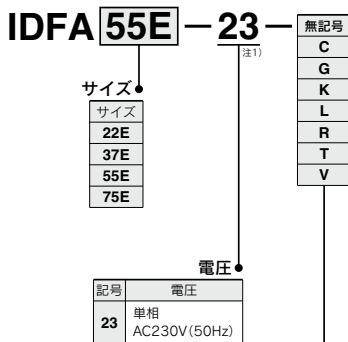 IDFA 55E — 23 —
注1)
無記号
C
G
K
L
R
T
V
サイズ
サイズ
22E
37E
55E
75E
電圧
記号 電圧
23 単相
AC230V(50Hz)